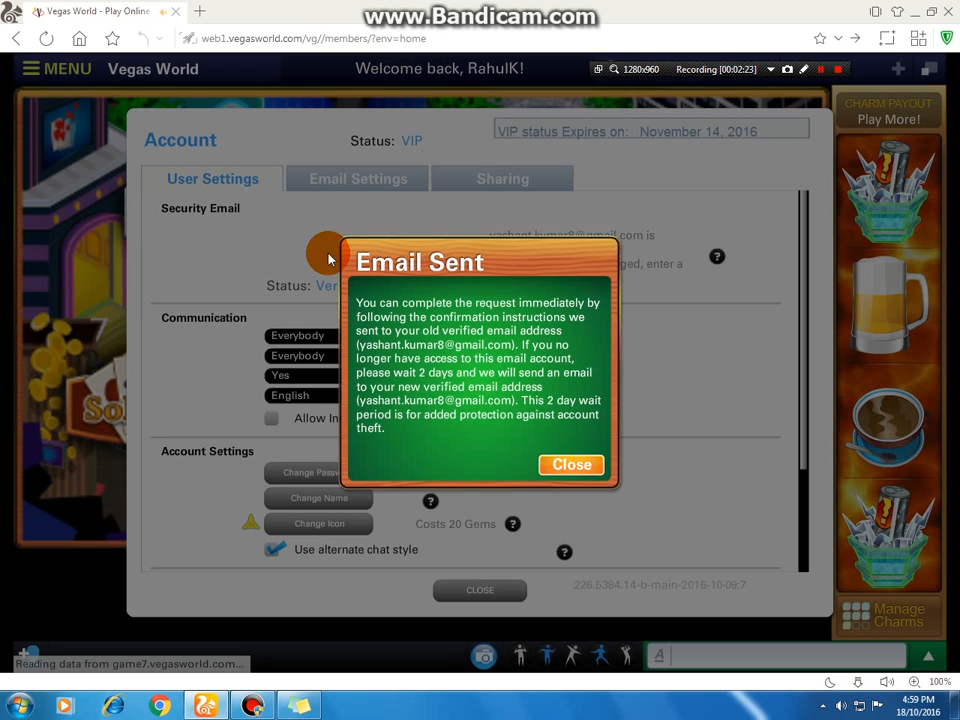 www.Bandicam.com
Vegas World - Play Online
web1.vegasworld.com/vg//members/?env=home
MENU Vegas World
Welcome back, RahulK!
1280x960 Recording [00:02:23]
CHARM PAYOUT
Play More!
Account
Status: VIP
VIP status Expires on: November 14, 2016
User Settings
Email Settings
Sharing
Security Email
yashant.kumar8@gmail.com is
ged, enter a
?
Status: Ver
Email Sent
You can complete the request immediately by
following the confirmation instructions we
sent to your old verified email address
(yashant.kumar8@gmail.com). If you no
longer have access to this email account,
please wait 2 days and we will send an email
to your new verified email address
(yashant.kumar8@gmail.com). This 2 day wait
period is for added protection against account
theft.
Close
Communication
Everybody
Everybody
Yes
English
Allow In
Account Settings
Change Passw
Change Name
?
Change Icon
Costs 20 Gems ?
Use alternate chat style
?
CLOSE
226.5384.14-b-main-2016-10-09:7
Manage
Charms
Reading data from game7.vegasworld.com...
A
100%
4:59 PM
18/10/2016